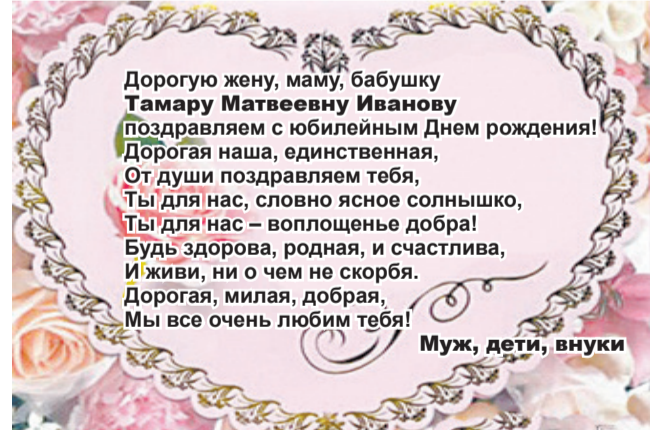 Дорогую жену, маму, бабушку
Тамару Матвеевну Иванову
поздравляем с юбилейным Днем рождения!
Дорогая наша, единственная,
От души поздравляем тебя,
Ты для нас, словно ясное солнышко,
Ты для нас – воплощенье добра!
Будь здорова, родная, и счастлива,
И живи, ни о чем не скорбя.
Дорогая, милая, добрая,
Мы все очень любим тебя!
Муж, дети, внуки